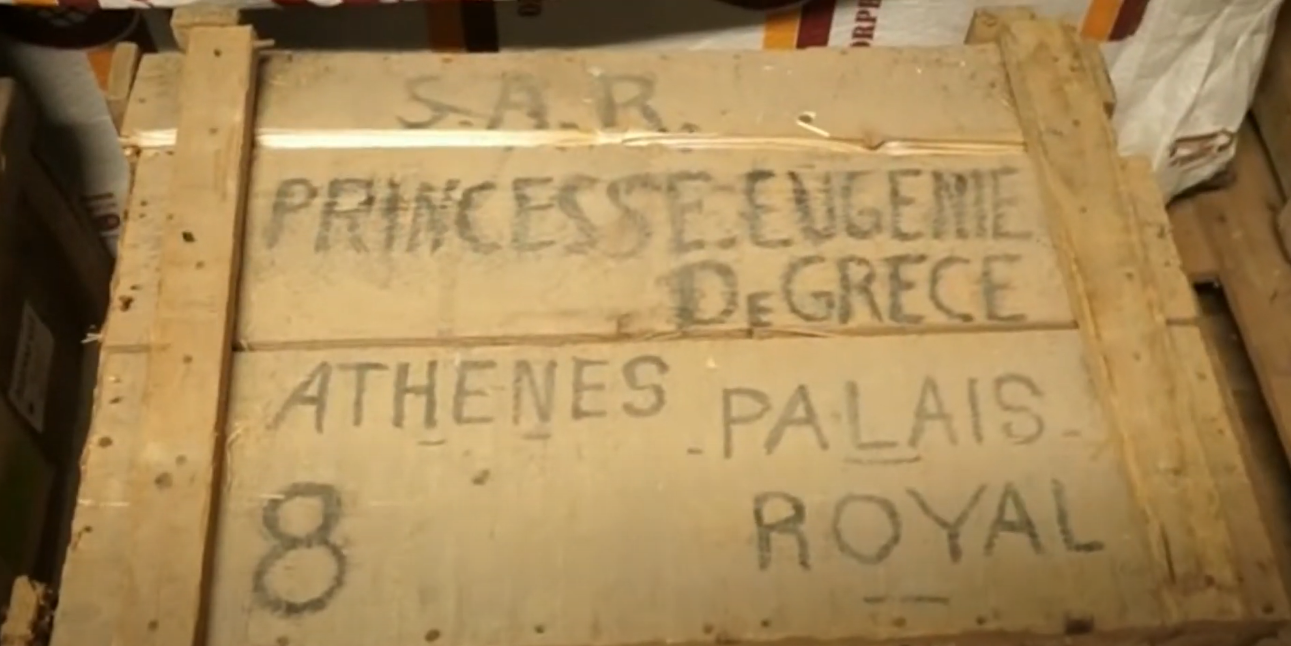 S.A.R.
PRINCESSE.EUGENIE
DE GRECE
ATHENES - PALAIS -
8 ROYAL